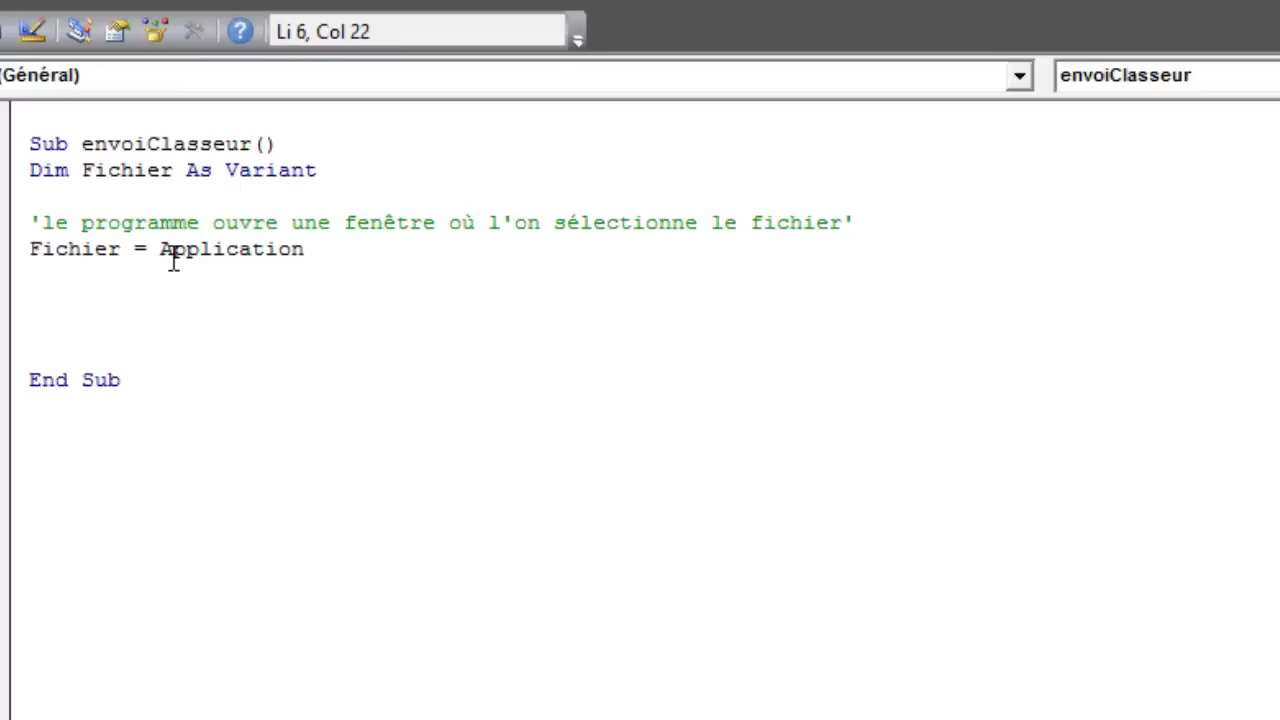 Li 6, Col 22
(Général)
envoiClasseur
Sub envoiClasseur()
Dim Fichier As Variant
'le programme ouvre une fenêtre où l'on sélectionne le fichier'
Fichier = Application
End Sub